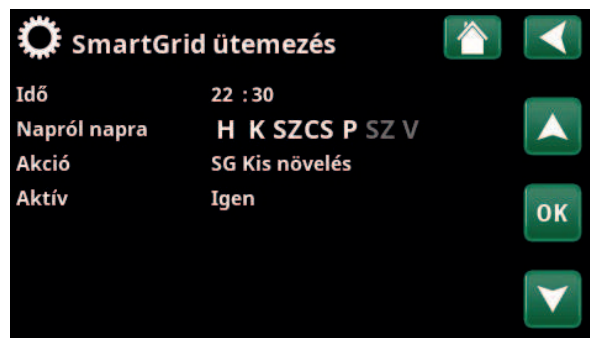 SmartGrid ütemezés
Idő 22 :30
Napról napra H K SZCS P SZ V
Akció SG Kis növelés
Aktív Igen
OK